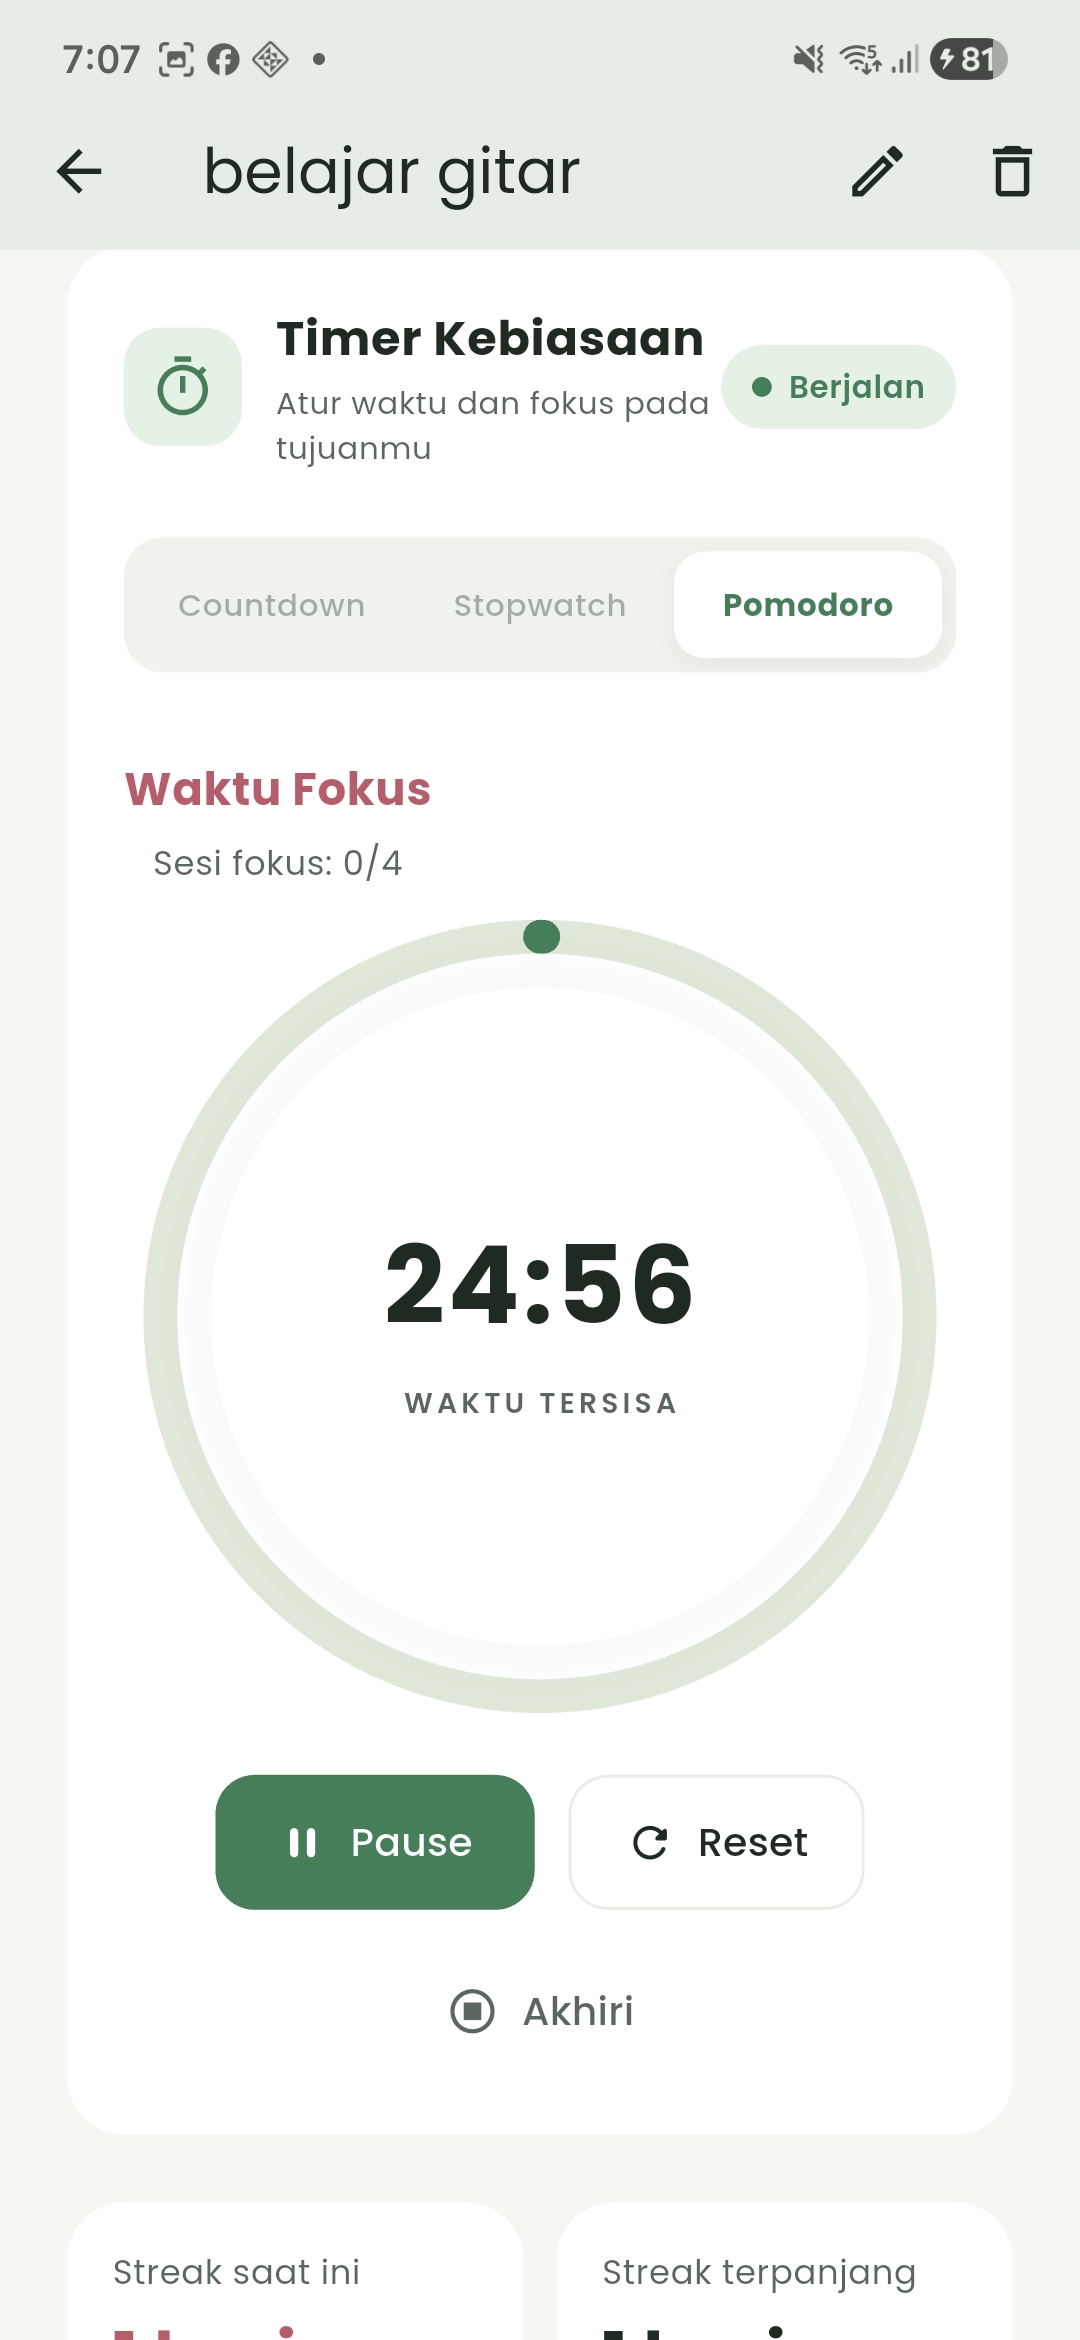 7:07
5
81
belajar gitar
Timer Kebiasaan
Atur waktu dan fokus pada
tujuanmu
Berjalan
Countdown Stopwatch Pomodoro
Waktu Fokus
Sesi fokus: 0/4
24:56
WAKTU TERSISA
Pause Reset
Akhiri
Streak saat ini Streak terpanjang